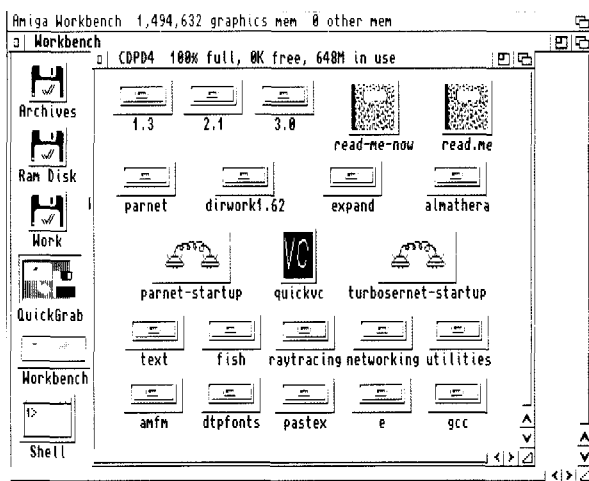 Amiga Workbench 1,494,632 graphics mem 0 other mem
Workbench
CDPD4 100% full, 0K free, 648M in use
Archives
Ram Disk
Work
QuickGrab
Workbench
1>
Shell
1.3 2.1 3.0 read-me-now read.me
parnet dirwork1.62 expand almathera
VC
parnet-startup quickvc turbosernet-startup
text fish raytracing networking utilities
amfm dtpfonts pastex e gcc